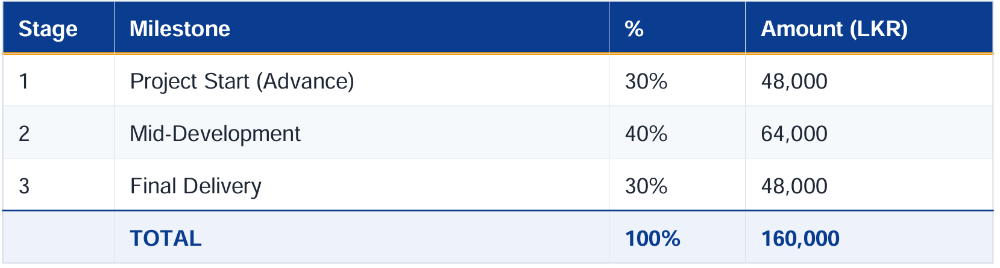 Stage Milestone % Amount (LKR)
1 Project Start (Advance) 30% 48,000
2 Mid-Development 40% 64,000
3 Final Delivery 30% 48,000
TOTAL 100% 160,000